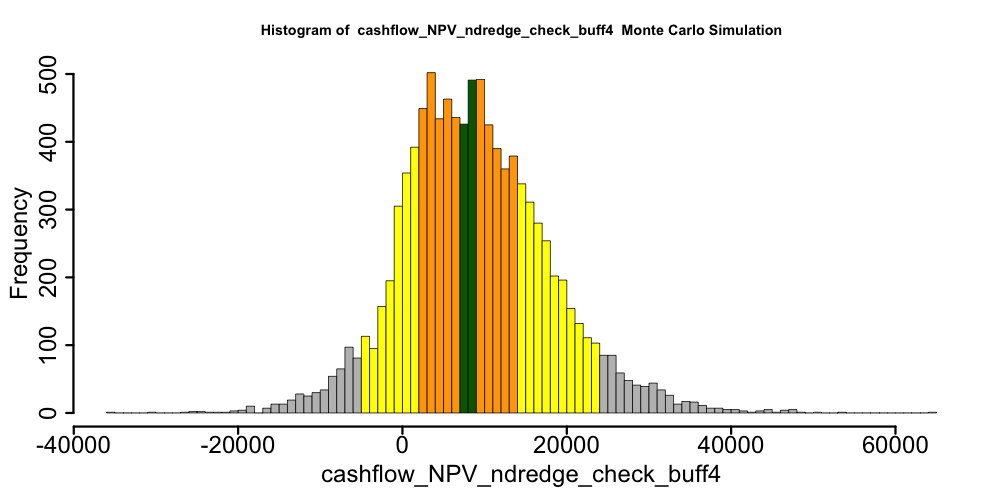 Histogram of  cashflow_NPV_ndredge_check_buff4  Monte Carlo Simulation
Frequency
500
400
300
200
100
0
-40000 -20000 0 20000 40000 60000
cashflow_NPV_ndredge_check_buff4